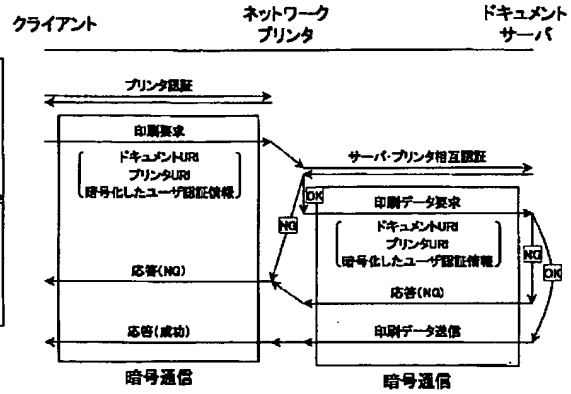 クライアント
ネットワーク
プリンタ
ドキュメント
サーバ
プリンタ認証
印刷要求
ドキュメントURI
プリンタURI
暗号化したユーザ認証情報
サーバ・プリンタ相互認証
OK
NG
印刷データ要求
ドキュメントURI
プリンタURI
暗号化したユーザ認証情報
NG
OK
応答(NG)
応答(NG)
応答(成功)
印刷データ送信
暗号通信
暗号通信